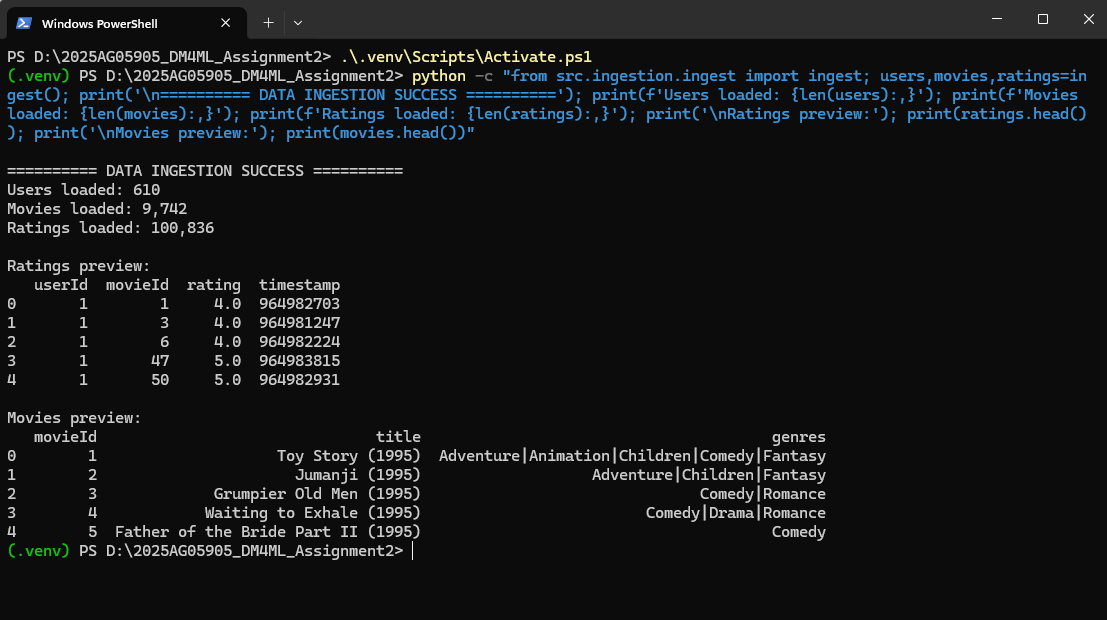 Windows PowerShell
PS D:\2025AG05905_DM4ML_Assignment2> .\.venv\Scripts\Activate.ps1
(.venv) PS D:\2025AG05905_DM4ML_Assignment2> python -c "from src.ingestion.ingest import ingest; users,movies,ratings=in
gest(); print('\n========== DATA INGESTION SUCCESS =========='); print(f'Users loaded: {len(users):,}'); print(f'Movies
loaded: {len(movies):,}'); print(f'Ratings loaded: {len(ratings):,}'); print('\nRatings preview:'); print(ratings.head()
); print('\nMovies preview:'); print(movies.head())"
========== DATA INGESTION SUCCESS ==========
Users loaded: 610
Movies loaded: 9,742
Ratings loaded: 100,836
Ratings preview:
   userId  movieId  rating  timestamp
0       1        1     4.0  964982703
1       1        3     4.0  964981247
2       1        6     4.0  964982224
3       1       47     5.0  964983815
4       1       50     5.0  964982931
Movies preview:
   movieId                               title                                       genres
0        1                    Toy Story (1995)  Adventure|Animation|Children|Comedy|Fantasy
1        2                      Jumanji (1995)                   Adventure|Children|Fantasy
2        3             Grumpier Old Men (1995)                               Comedy|Romance
3        4            Waiting to Exhale (1995)                         Comedy|Drama|Romance
4        5  Father of the Bride Part II (1995)                                       Comedy
(.venv) PS D:\2025AG05905_DM4ML_Assignment2>